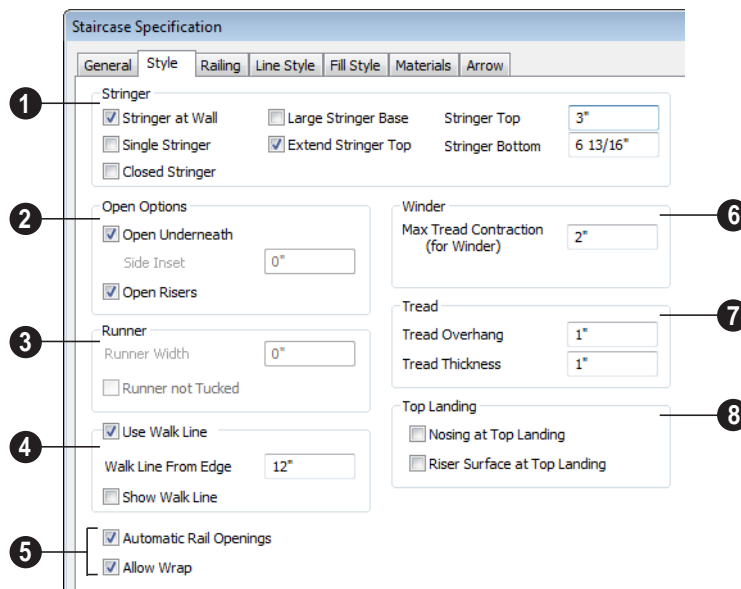 Staircase Specification
General Style Railing Line Style Fill Style Materials Arrow
1
Stringer
Stringer at Wall Large Stringer Base Stringer Top 3"
Single Stringer Extend Stringer Top Stringer Bottom 6 13/16"
Closed Stringer
2
Open Options
Open Underneath
Side Inset 0"
Open Risers
6
Winder
Max Tread Contraction 2"
(for Winder)
3
Runner
Runner Width 0"
Runner not Tucked
7
Tread
Tread Overhang 1"
Tread Thickness 1"
4
Use Walk Line
Walk Line From Edge 12"
Show Walk Line
8
Top Landing
Nosing at Top Landing
Riser Surface at Top Landing
5
Automatic Rail Openings
Allow Wrap